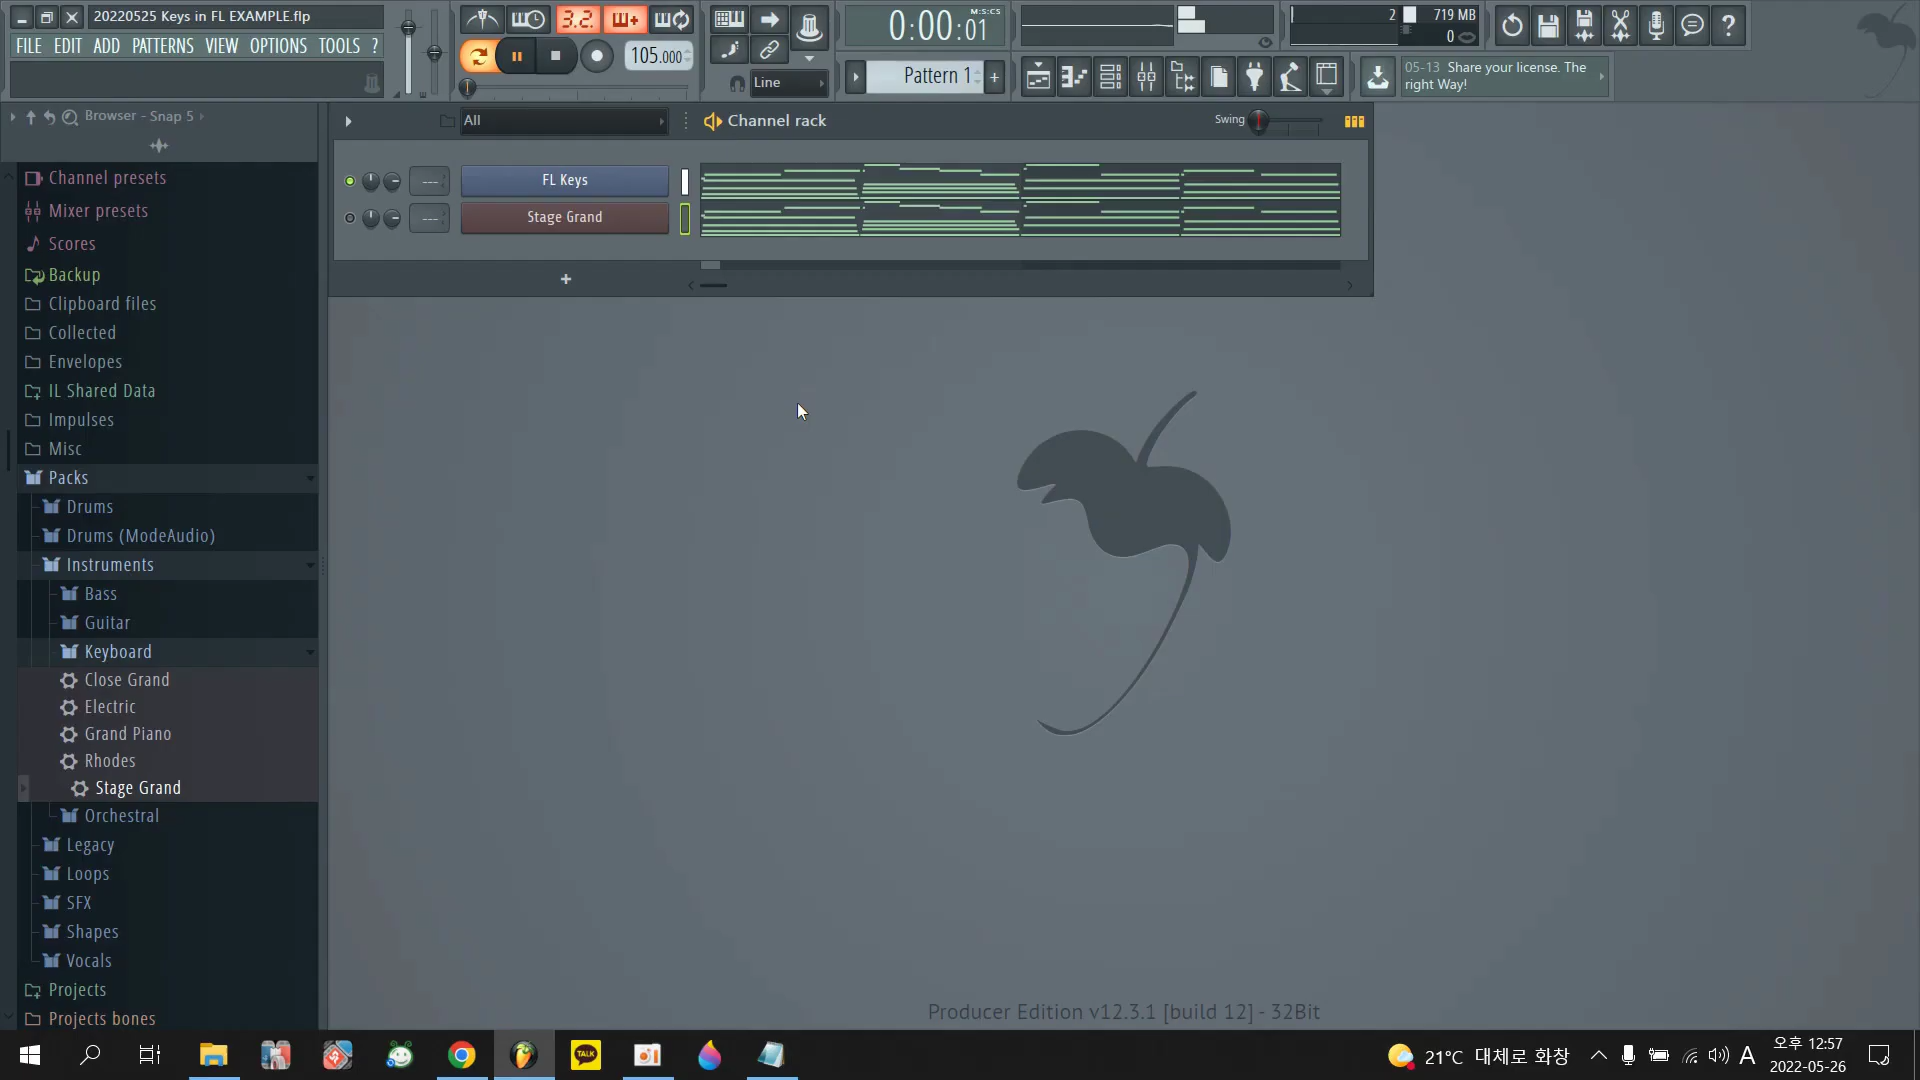 20220525 Keys in FL EXAMPLE.flp
FILE EDIT ADD PATTERNS VIEW OPTIONS TOOLS ?
3.2.
105.000
Line
0:00:01
M:S:CS
Pattern 1
2
719 MB
0
05-13 Share your license. The
right Way!
Browser - Snap 5
Channel presets
Mixer presets
Scores
Backup
Clipboard files
Collected
Envelopes
IL Shared Data
Impulses
Misc
Packs
Drums
Drums (ModeAudio)
Instruments
Bass
Guitar
Keyboard
Close Grand
Electric
Grand Piano
Rhodes
Stage Grand
Orchestral
Legacy
Loops
SFX
Shapes
Vocals
Projects
Projects bones
All
Channel rack
Swing
---
FL Keys
---
Stage Grand
Producer Edition v12.3.1 [build 12] - 32Bit
TALK
21°C 대체로 화창
A
오후 12:57
2022-05-26